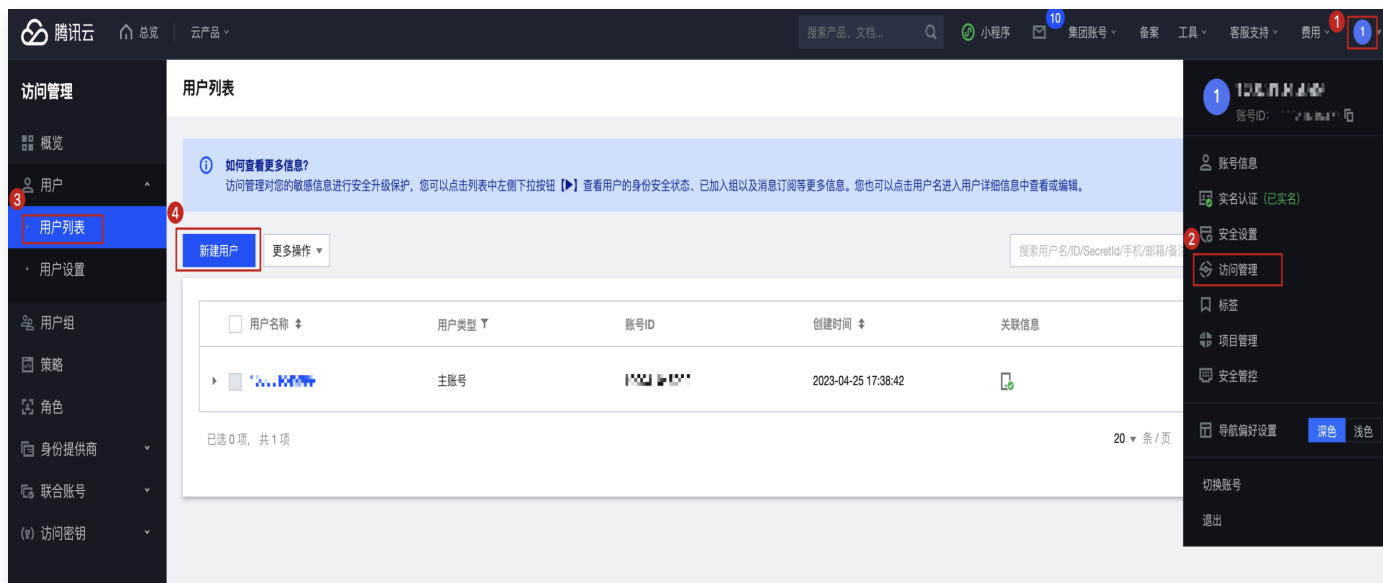 腾讯云 总览 云产品 搜索产品、文档... 小程序 10 集团账号 备案 工具 客服支持 费用 1 1
访问管理
概览
用户
3
用户列表
用户设置
用户组
策略
角色
身份提供商
联合账号
访问密钥
用户列表
如何查看更多信息?
访问管理对您的敏感信息进行安全升级保护，您可以点击列表中左侧下拉按钮【▶】查看用户的身份安全状态、已加入组以及消息订阅等更多信息。您也可以点击用户名进入用户详细信息中查看或编辑。
4
新建用户 更多操作 搜索用户名/ID/SecretId/手机/邮箱/备注
用户名称 用户类型 账号ID 创建时间 关联信息
主账号 2023-04-25 17:38:42
已选 0 项，共 1 项 20 条 / 页
1
账号ID:
账号信息
实名认证 (已实名)
2 安全设置
访问管理
标签
项目管理
安全管控
导航偏好设置 深色 浅色
切换账号
退出